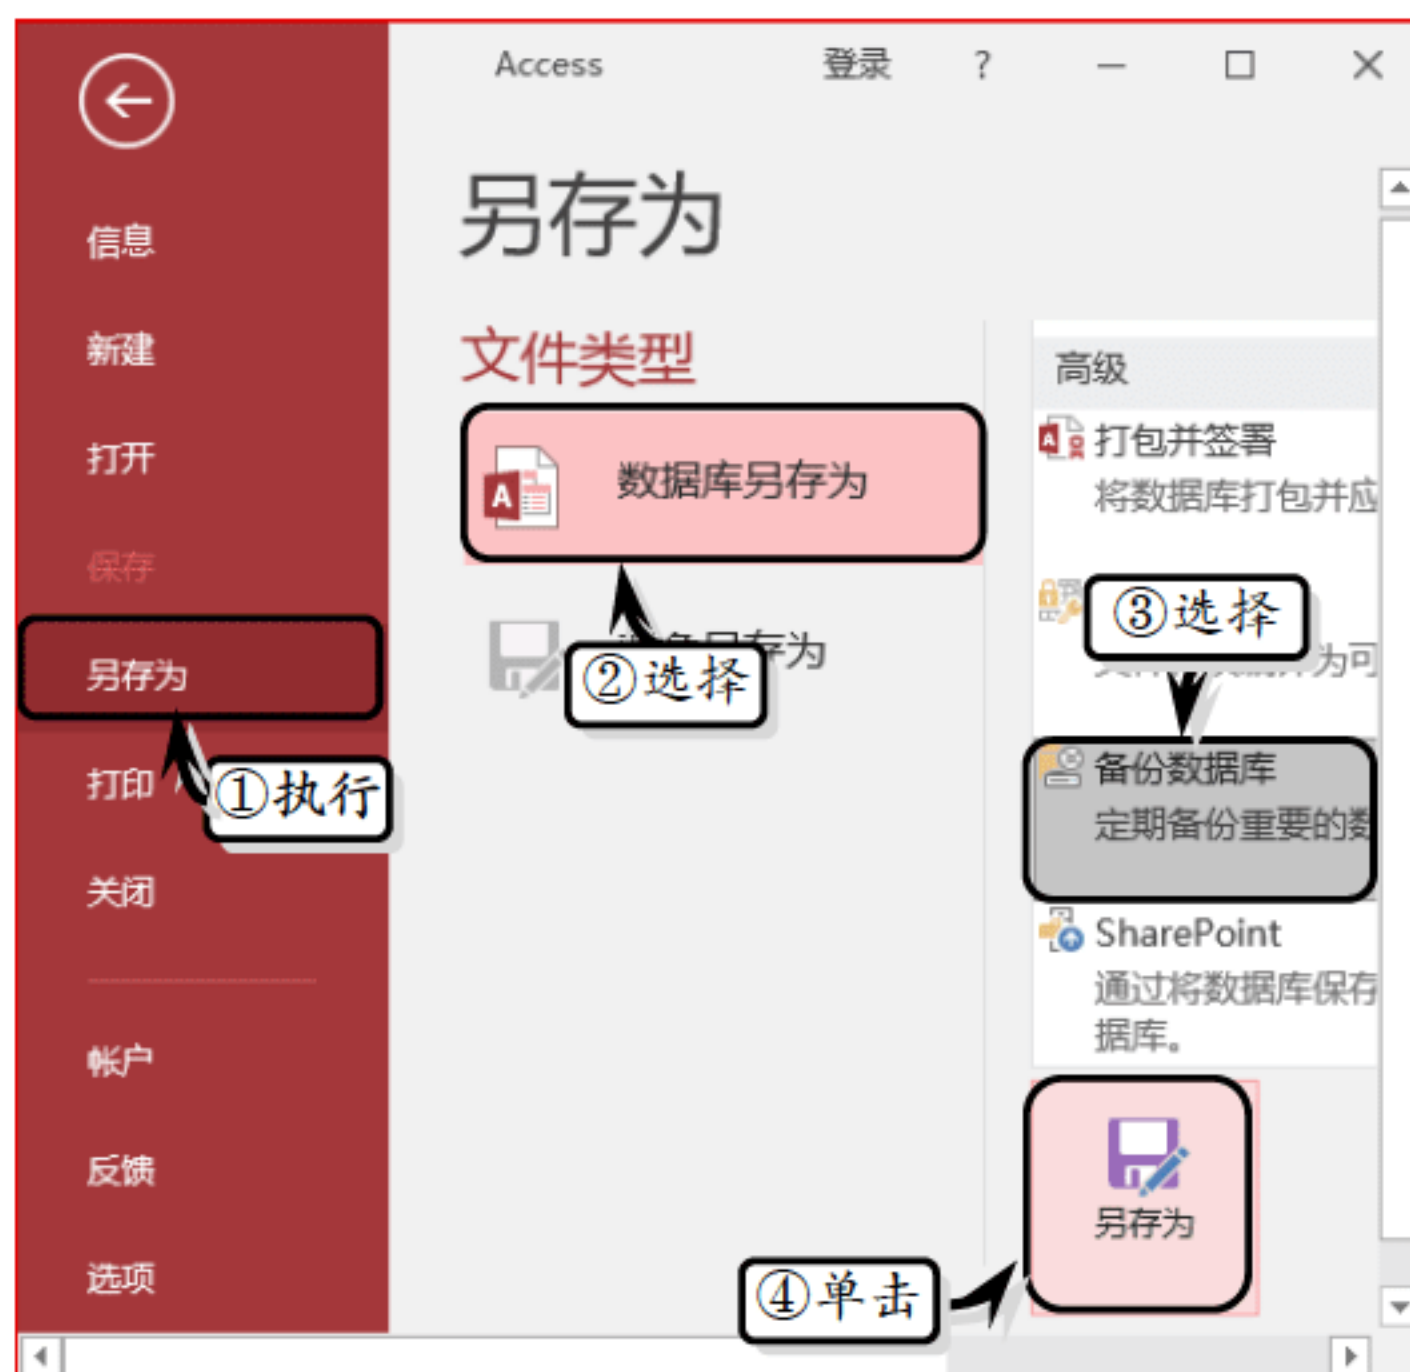 Access 登录 ?
另存为
信息
新建
打开
保存
另存为
打印
关闭
帐户
反馈
选项
文件类型
数据库另存为
另存为
高级
打包并签署
将数据库打包并应
为可
备份数据库
定期备份重要的数
SharePoint
通过将数据库保存
据库。
另存为
①执行
②选择
③选择
④单击